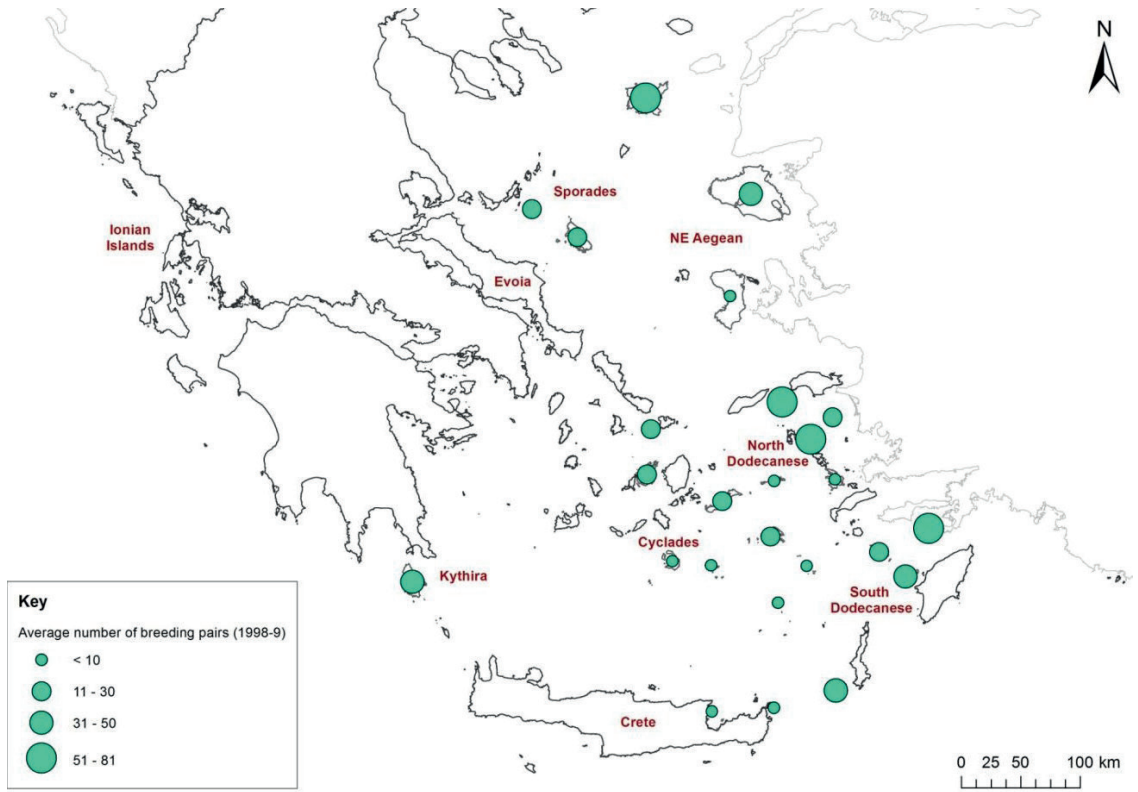 N
Sporades
Ionian
Islands
NE Aegean
Evoia
North
Dodecanese
Cyclades
Kythira
South
Dodecanese
Crete
Key
Average number of breeding pairs (1998-9)
< 10
11 - 30
31 - 50
51 - 81
0 25 50 100 km